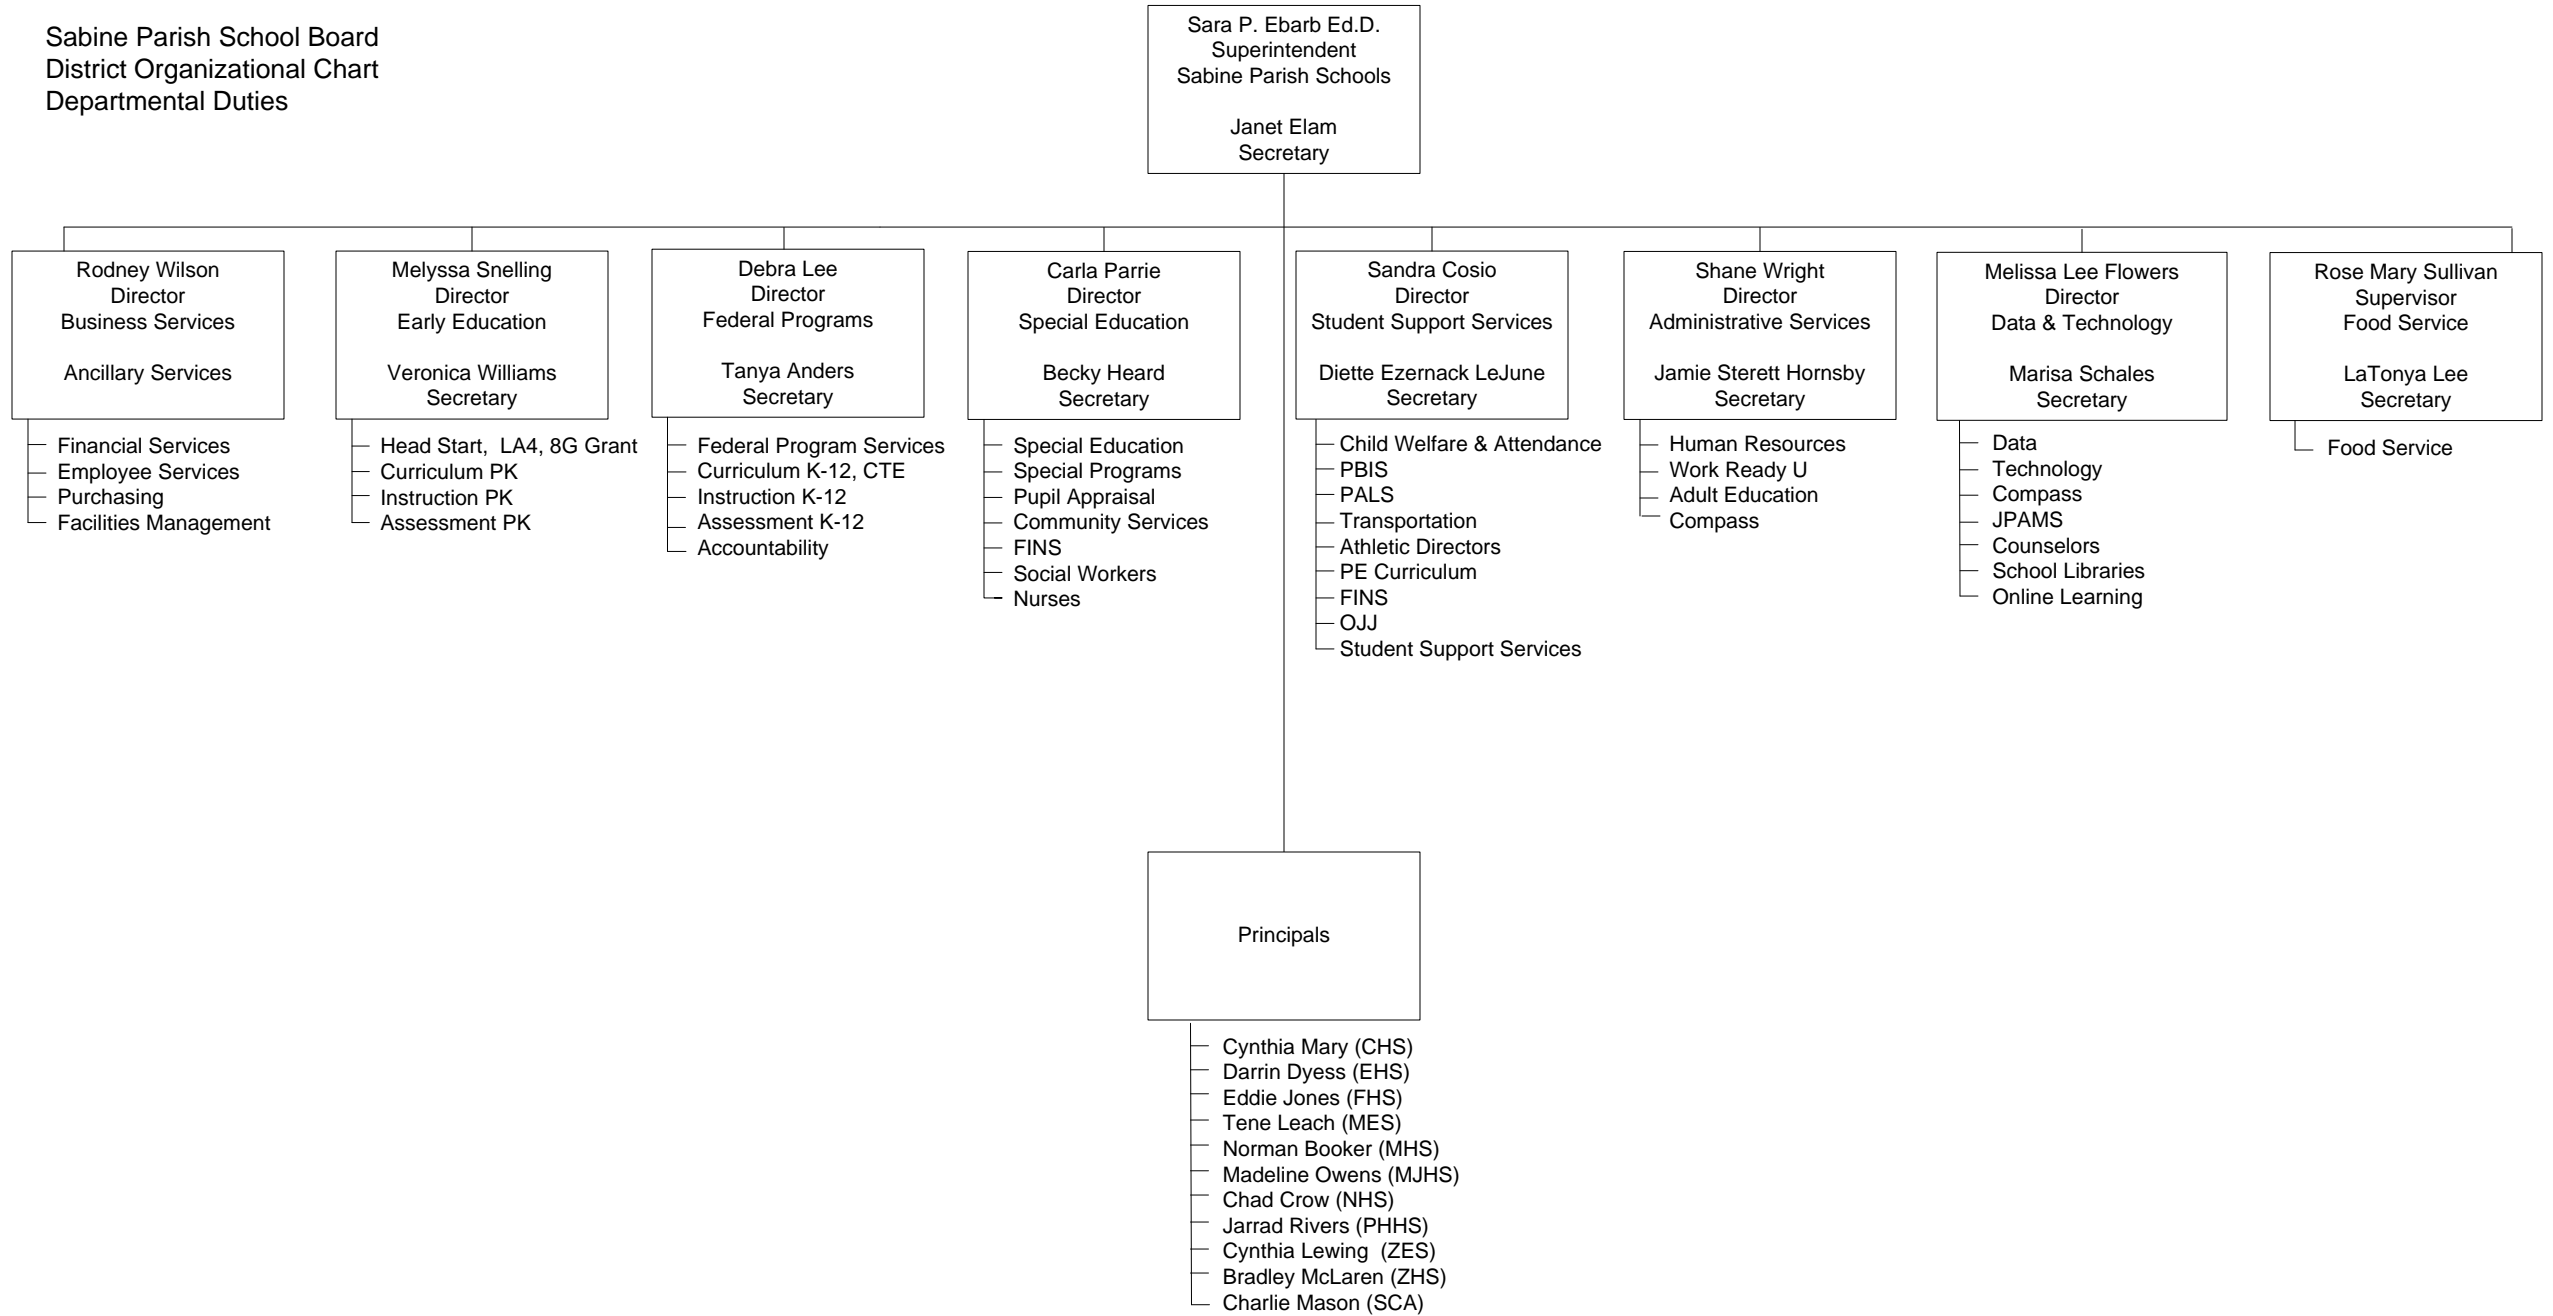 Sabine Parish School Board
District Organizational Chart
Departmental Duties
Sara P. Ebarb Ed.D.
Superintendent
Sabine Parish Schools
Janet Elam
Secretary
Rodney Wilson
Director
Business Services
Ancillary Services
Financial Services
Employee Services
Purchasing
Facilities Management
Melyssa Snelling
Director
Early Education
Veronica Williams
Secretary
Head Start,  LA4, 8G Grant
Curriculum PK
Instruction PK
Assessment PK
Debra Lee
Director
Federal Programs
Tanya Anders
Secretary
Federal Program Services
Curriculum K-12, CTE
Instruction K-12
Assessment K-12
Accountability
Carla Parrie
Director
Special Education
Becky Heard
Secretary
Special Education
Special Programs
Pupil Appraisal
Community Services
FINS
Social Workers
Nurses
Sandra Cosio
Director
Student Support Services
Diette Ezernack LeJune
Secretary
Child Welfare & Attendance
PBIS
PALS
Transportation
Athletic Directors
PE Curriculum
FINS
OJJ
Student Support Services
Shane Wright
Director
Administrative Services
Jamie Sterett Hornsby
Secretary
Human Resources
Work Ready U
Adult Education
Compass
Melissa Lee Flowers
Director
Data & Technology
Marisa Schales
Secretary
Data
Technology
Compass
JPAMS
Counselors
School Libraries
Online Learning
Rose Mary Sullivan
Supervisor
Food Service
LaTonya Lee
Secretary
Food Service
Principals
Cynthia Mary (CHS)
Darrin Dyess (EHS)
Eddie Jones (FHS)
Tene Leach (MES)
Norman Booker (MHS)
Madeline Owens (MJHS)
Chad Crow (NHS)
Jarrad Rivers (PHHS)
Cynthia Lewing  (ZES)
Bradley McLaren (ZHS)
Charlie Mason (SCA)